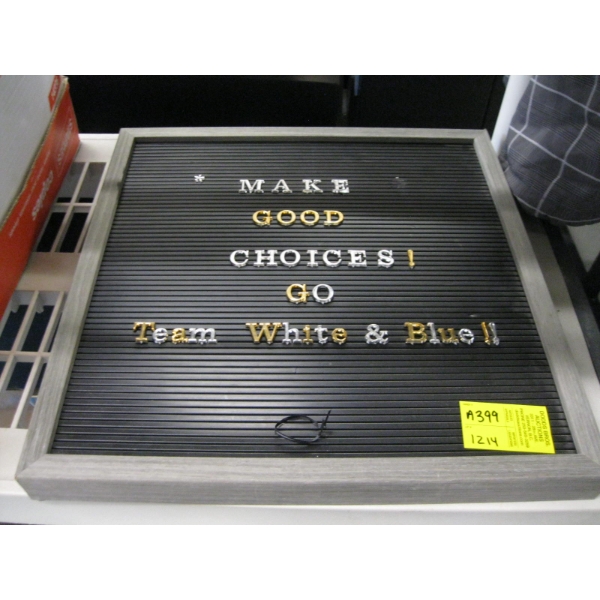 * MAKE
GOOD
CHOICES!
GO
Team White & Blue!!
A399
1214